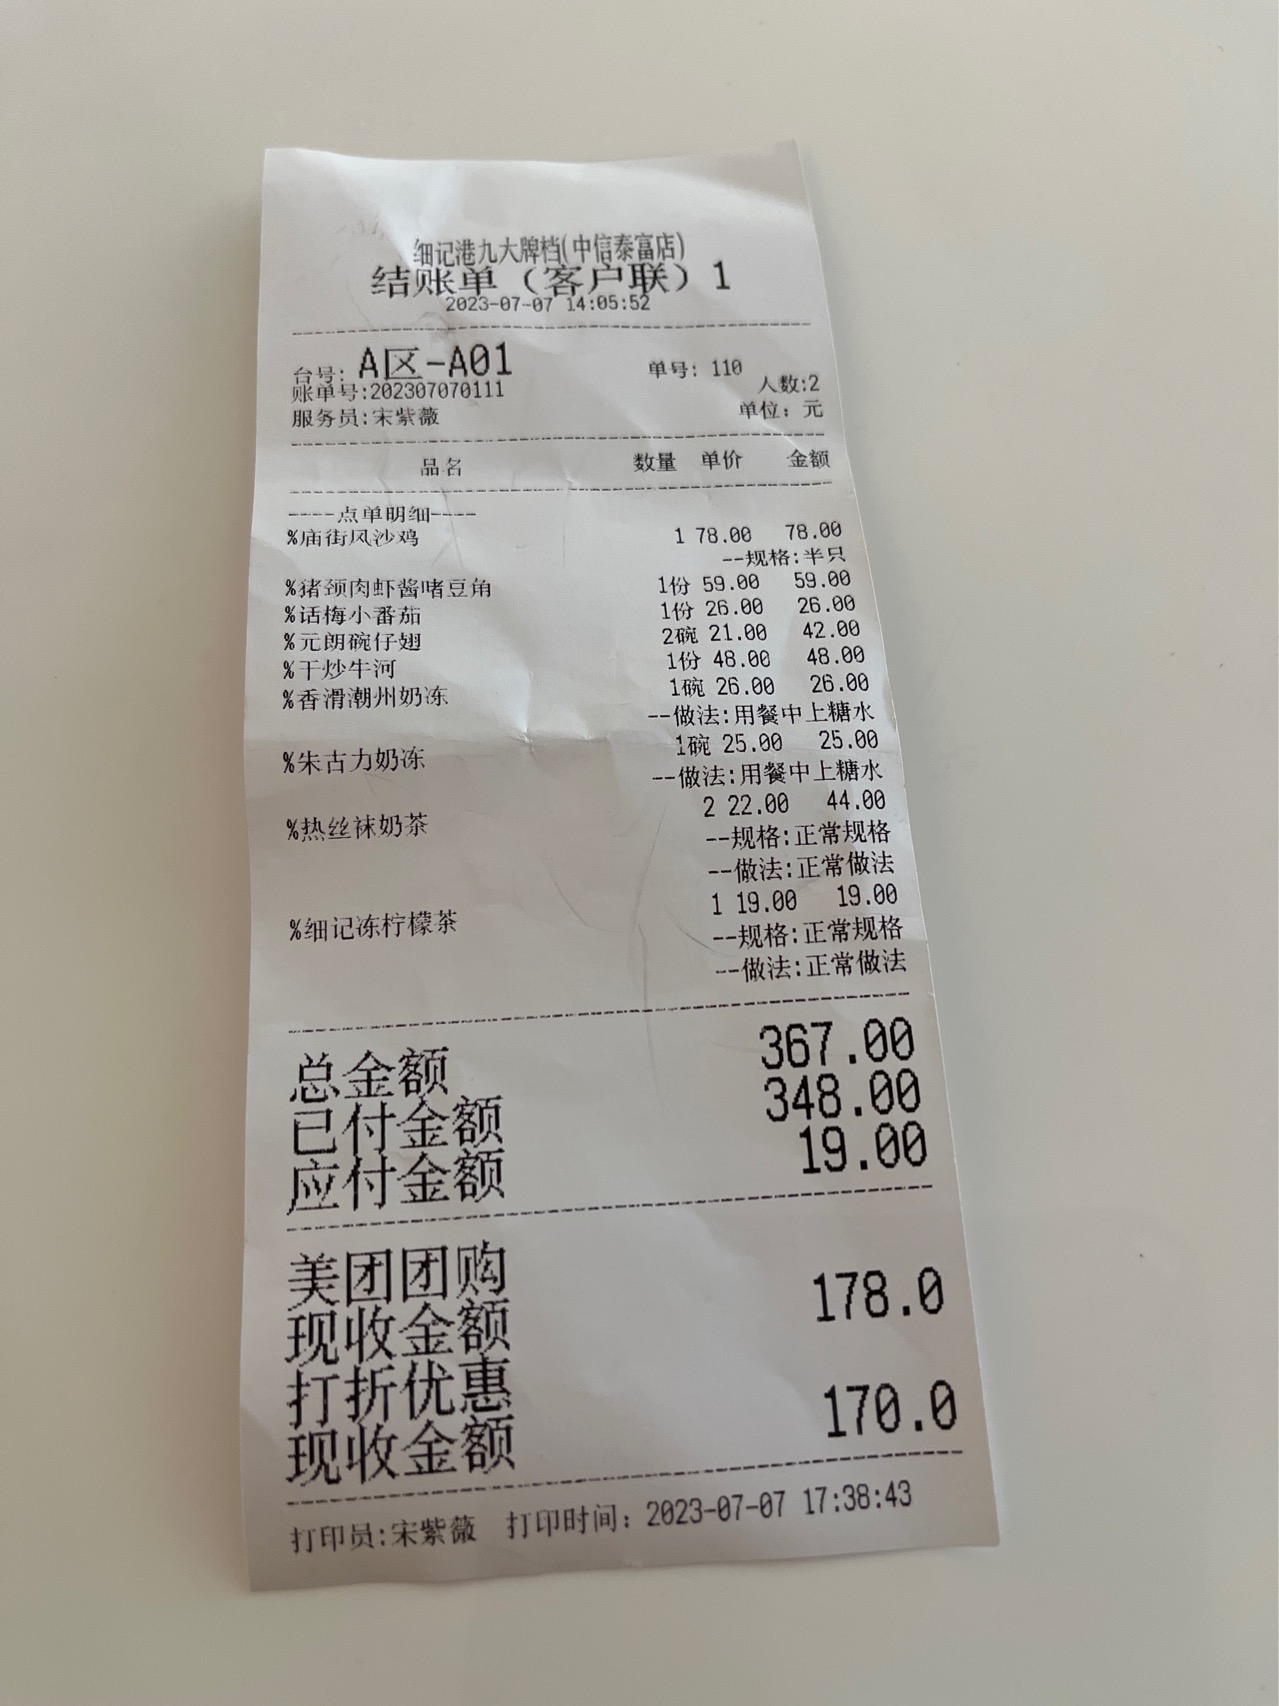 细记港九大牌档(中信泰富店)
结账单（客户联）1
2023-07-07 14:05:52
台号: A区-A01 单号: 110
账单号:202307070111 人数:2
服务员:宋紫薇 单位: 元
品名 数量 单价 金额
----点单明细----
%庙街风沙鸡 1 78.00 78.00
--规格:半只
%猪颈肉虾酱啫豆角 1份 59.00 59.00
%话梅小番茄 1份 26.00 26.00
%元朗碗仔翅 2碗 21.00 42.00
%干炒牛河 1份 48.00 48.00
%香滑潮州奶冻 1碗 26.00 26.00
--做法:用餐中上糖水
%朱古力奶冻 1碗 25.00 25.00
--做法:用餐中上糖水
%热丝袜奶茶 2 22.00 44.00
--规格:正常规格
--做法:正常做法
%细记冻柠檬茶 1 19.00 19.00
--规格:正常规格
--做法:正常做法
总金额 367.00
已付金额 348.00
应付金额 19.00
美团团购
现收金额 178.0
打折优惠
现收金额 170.0
打印员:宋紫薇 打印时间: 2023-07-07 17:38:43